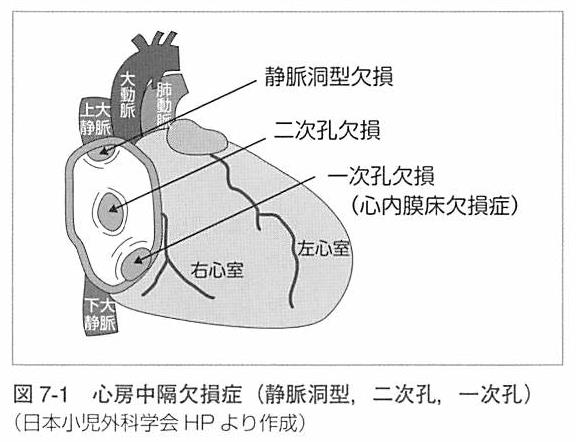 大動脈
肺動脈
上大
静脈
静脈洞型欠損
二次孔欠損
一次孔欠損
(心内膜床欠損症)
左心室
右心室
下大
静脈
図 7-1 心房中隔欠損症(静脈洞型,二次孔,一次孔)
(日本小児外科学会 HP より作成)